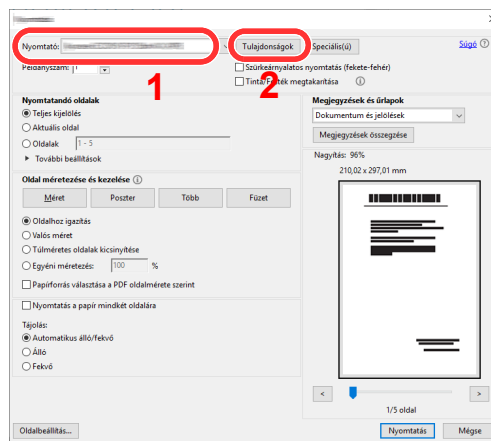 Nyomtató: Tulajdonságok Speciális(ú) Súgó
Példányszám: 1 Szürkeárnyalatos nyomtatás (fekete-fehér)
1 2 Tinta/Festék megtakarítása
Nyomtatandó oldalak
Teljes kijelölés
Aktuális oldal
Oldalak 1 - 5
További beállítások
Oldal méretezése és kezelése
Méret Poszter Több Füzet
Oldalhoz igazítás
Valós méret
Túlméretes oldalak kicsinyítése
Egyéni méretezés: 100 %
Papírforrás választása a PDF oldalmérete szerint
Nyomtatás a papír mindkét oldalára
Tájolás:
Automatikus álló/fekvő
Álló
Fekvő
Megjegyzések és űrlapok
Dokumentum és jelölések
Megjegyzések összegzése
Nagyítás: 96%
210,02 x 297,01 mm
< >
1/5 oldal
Oldalbeállítás... Nyomtatás Mégse